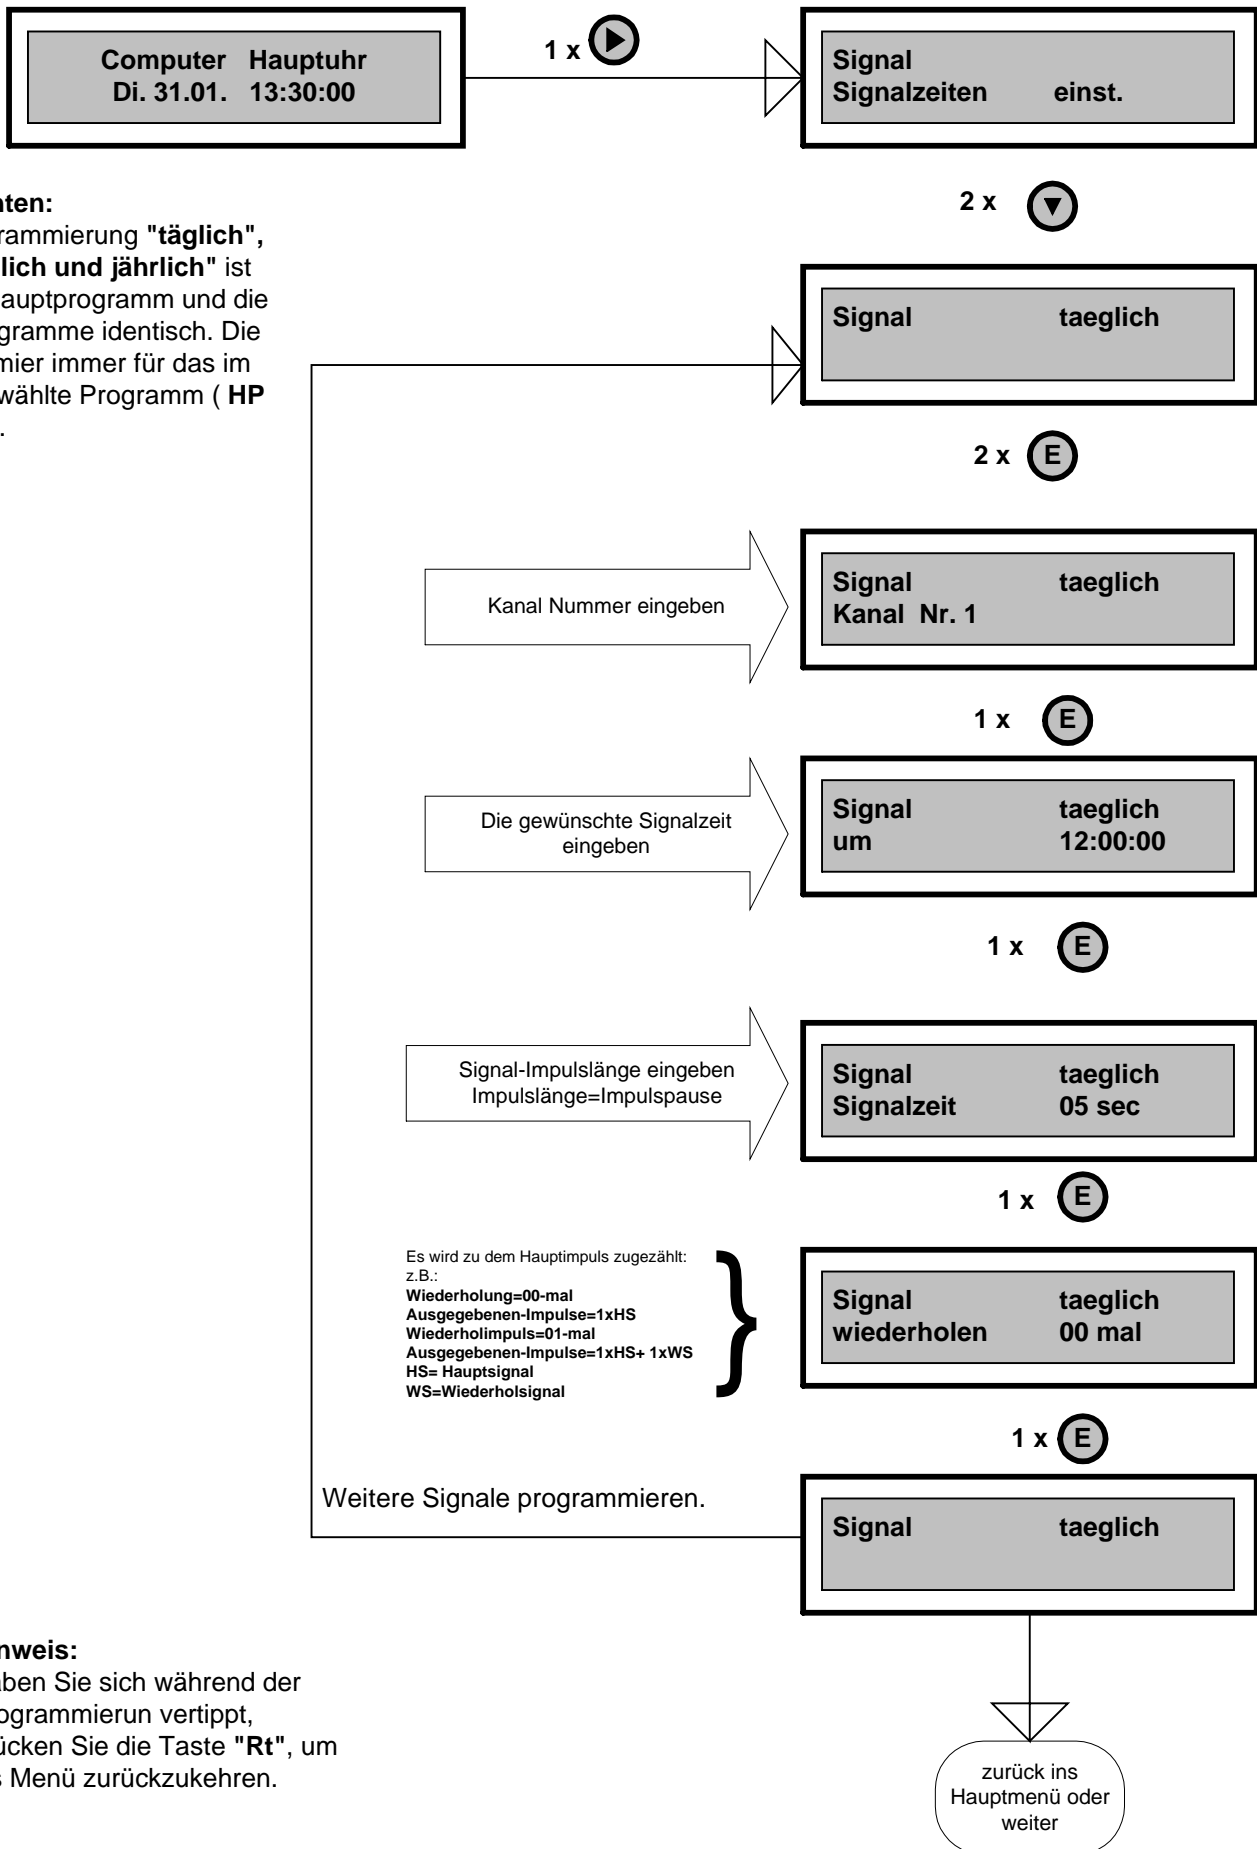 Computer Hauptuhr
Di. 31.01. 13:30:00
1 x
Signal
Signalzeiten einst.
2 x
hten:
rammierung "täglich",
lich und jährlich" ist
auptprogramm und die
gramme identisch. Die
mier immer für das im
wählte Programm ( HP
.
Signal taeglich
2 x E
Kanal Nummer eingeben
Signal taeglich
Kanal Nr. 1
1 x E
Die gewünschte Signalzeit
eingeben
Signal taeglich
um 12:00:00
1 x E
Signal-Impulslänge eingeben
Impulslänge=Impulspause
Signal taeglich
Signalzeit 05 sec
1 x E
Es wird zu dem Hauptimpuls zugezählt:
z.B.:
Wiederholung=00-mal
Ausgegebenen-Impulse=1xHS
Wiederholimpuls=01-mal
Ausgegebenen-Impulse=1xHS+ 1xWS
HS= Hauptsignal
WS=Wiederholsignal
}
Signal taeglich
wiederholen 00 mal
1 x E
Weitere Signale programmieren.
Signal taeglich
nweis:
aben Sie sich während der
ogrammierun vertippt,
ücken Sie die Taste "Rt", um
s Menü zurückzukehren.
zurück ins
Hauptmenü oder
weiter